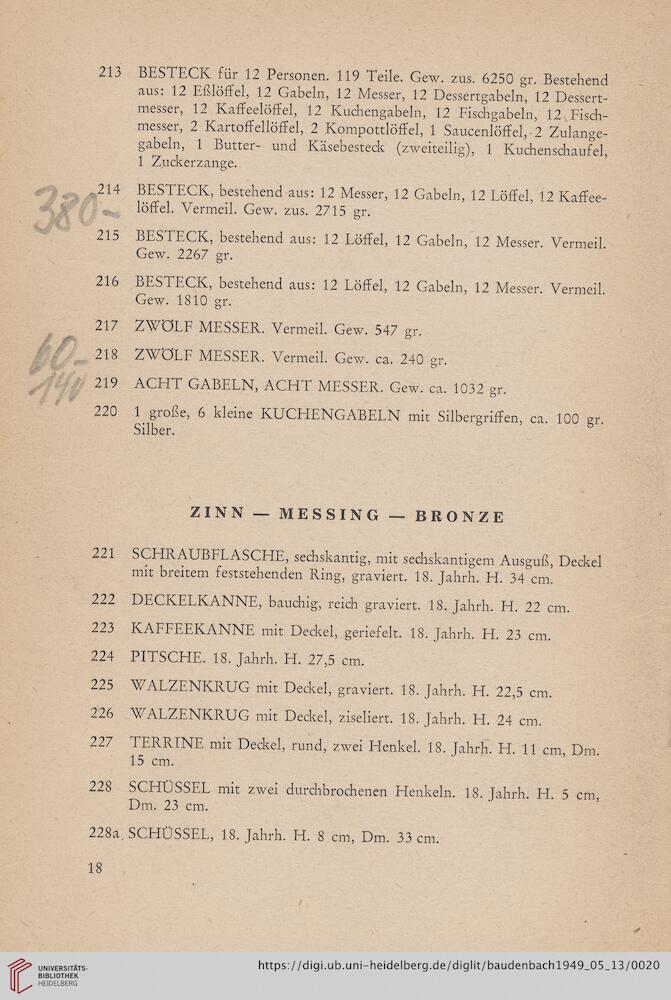 213 BESTECK für 12 Personen. 119 Teile. Gew. zus. 6250 gr. Bestehend
aus: 12 Eßlöffel, 12 Gabeln, 12 Messer, 12 Dessertgabeln, 12 Dessert-
messer, 12 Kaffeelöffel, 12 Kuchengabeln, 12 Fischgabeln, 12 Fisch-
messer, 2 Kartoffellöffel, 2 Kompottlöffel, 1 Saucenlöffel, 2 Zulange-
gabeln, 1 Butter- und Käsebesteck (zweiteilig), 1 Kuchenschaufel,
1 Zuckerzange.
380.-
214 BESTECK, bestehend aus: 12 Messer, 12 Gabeln, 12 Löffel, 12 Kaffee-
löffel. Vermeil. Gew. zus. 2715 gr.
215 BESTECK, bestehend aus: 12 Löffel, 12 Gabeln, 12 Messer. Vermeil.
Gew. 2267 gr.
216 BESTECK, bestehend aus: 12 Löffel, 12 Gabeln, 12 Messer. Vermeil.
Gew. 1810 gr.
217 ZWÖLF MESSER. Vermeil. Gew. 547 gr.
60.-
218 ZWÖLF MESSER. Vermeil. Gew. ca. 240 gr.
140
219 ACHT GABELN, ACHT MESSER. Gew. ca. 1032 gr.
220 1 große, 6 kleine KUCHENGABELN mit Silbergriffen, ca. 100 gr.
Silber.
ZINN — MESSING — BRONZE
221 SCHRAUBFLASCHE, sechskantig, mit sechskantigem Ausguß, Deckel
mit breitem feststehenden Ring, graviert. 18. Jahrh. H. 34 cm.
222 DECKELKANNE, bauchig, reich graviert. 18. Jahrh. H. 22 cm.
223 KAFFEEKANNE mit Deckel, geriefelt. 18. Jahrh. H. 23 cm.
224 PITSCHE. 18. Jahrh. H. 27,5 cm.
225 WALZENKRUG mit Deckel, graviert. 18. Jahrh. H. 22,5 cm.
226 WALZENKRUG mit Deckel, ziseliert. 18. Jahrh. H. 24 cm.
227 TERRINE mit Deckel, rund, zwei Henkel. 18. Jahrh. H. 11 cm, Dm.
15 cm.
228 SCHÜSSEL mit zwei durchbrochenen Henkeln. 18. Jahrh. H. 5 cm,
Dm. 23 cm.
228a. SCHÜSSEL, 18. Jahrh. H. 8 cm, Dm. 33 cm.
18
UNIVERSITÄTS-
BIBLIOTHEK
HEIDELBERG
https://digi.ub.uni-heidelberg.de/diglit/baudenbach1949_05_13/0020